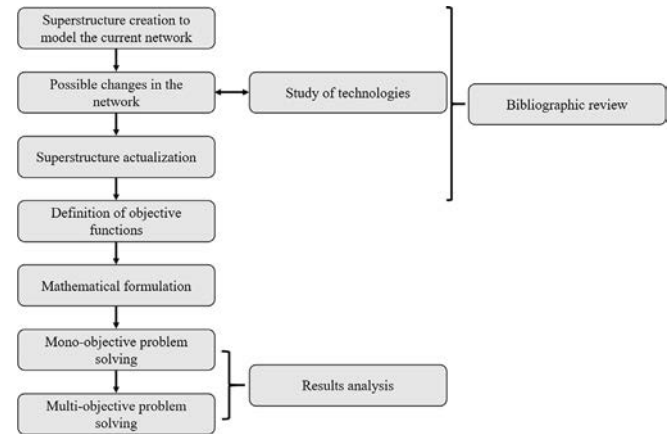 Superstructure creation to
model the current network
Possible changes in the
network
Study of technologies
Bibliographic review
Superstructure actualization
Definition of objective
functions
Mathematical formulation
Mono-objective problem
solving
Results analysis
Multi-objective problem
solving